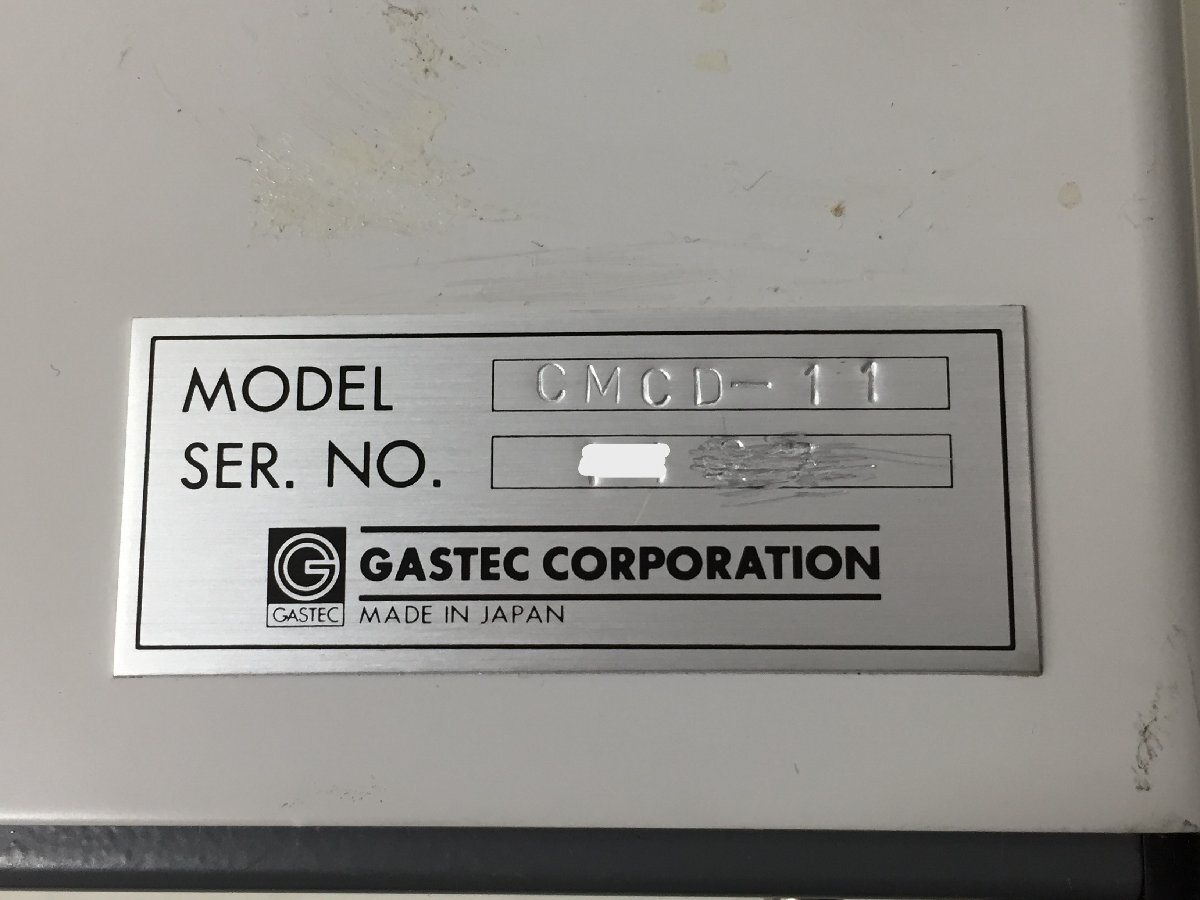 MODEL CMCD-11
SER. NO.
GASTEC CORPORATION
GASTEC MADE IN JAPAN